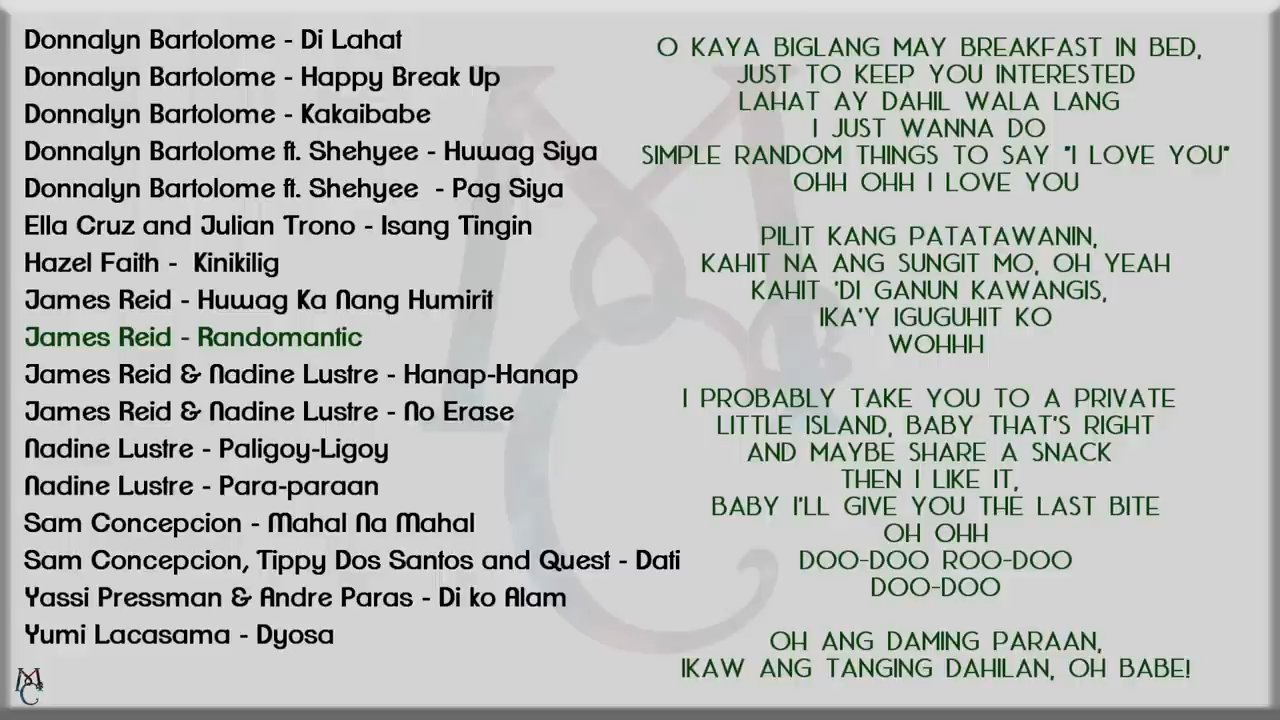 Donnalyn Bartolome - Di Lahat
Donnalyn Bartolome - Happy Break Up
Donnalyn Bartolome - Kakaibabe
Donnalyn Bartolome ft. Shehyee - Huwag Siya
Donnalyn Bartolome ft. Shehyee - Pag Siya
Ella Cruz and Julian Trono - Isang Tingin
Hazel Faith - Kinikilig
James Reid - Huwag Ka Nang Humirit
James Reid - Randomantic
James Reid & Nadine Lustre - Hanap-Hanap
James Reid & Nadine Lustre - No Erase
Nadine Lustre - Paligoy-Ligoy
Nadine Lustre - Para-paraan
Sam Concepcion - Mahal Na Mahal
Sam Concepcion, Tippy Dos Santos and Quest - Dati
Yassi Pressman & Andre Paras - Di ko Alam
Yumi Lacasama - Dyosa
O KAYA BIGLANG MAY BREAKFAST IN BED,
JUST TO KEEP YOU INTERESTED
LAHAT AY DAHIL WALA LANG
I JUST WANNA DO
SIMPLE RANDOM THINGS TO SAY "I LOVE YOU"
OHH OHH I LOVE YOU
PILIT KANG PATATAWANIN,
KAHIT NA ANG SUNGIT MO, OH YEAH
KAHIT 'DI GANUN KAWANGIS,
IKA'Y IGUGUHIT KO
WOHHH
I PROBABLY TAKE YOU TO A PRIVATE
LITTLE ISLAND, BABY THAT'S RIGHT
AND MAYBE SHARE A SNACK
THEN I LIKE IT,
BABY I'LL GIVE YOU THE LAST BITE
OH OHH
DOO-DOO ROO-DOO
DOO-DOO
OH ANG DAMING PARAAN,
IKAW ANG TANGING DAHILAN, OH BABE!